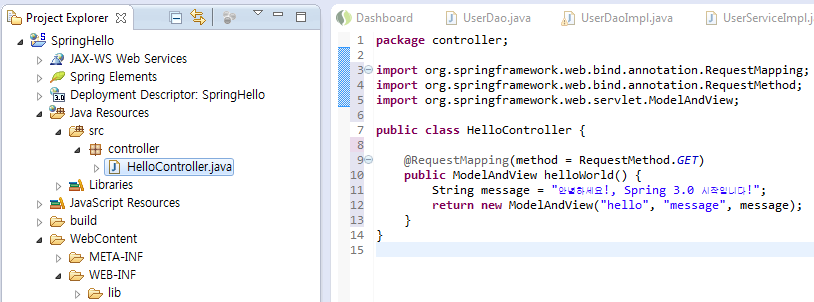 Project Explorer
SpringHello
JAX-WS Web Services
Spring Elements
3.0 Deployment Descriptor: SpringHello
Java Resources
src
controller
HelloController.java
Libraries
JavaScript Resources
build
WebContent
META-INF
WEB-INF
lib
Dashboard
UserDao.java
UserDaoImpl.java
UserServiceImpl.j
1 package controller;
2
3 import org.springframework.web.bind.annotation.RequestMapping;
4 import org.springframework.web.bind.annotation.RequestMethod;
5 import org.springframework.web.servlet.ModelAndView;
6
7 public class HelloController {
8
9 @RequestMapping(method = RequestMethod.GET)
10 public ModelAndView helloWorld() {
11 String message = "안녕하세요!, Spring 3.0 시작입니다!";
12 return new ModelAndView("hello", "message", message);
13 }
14 }
15